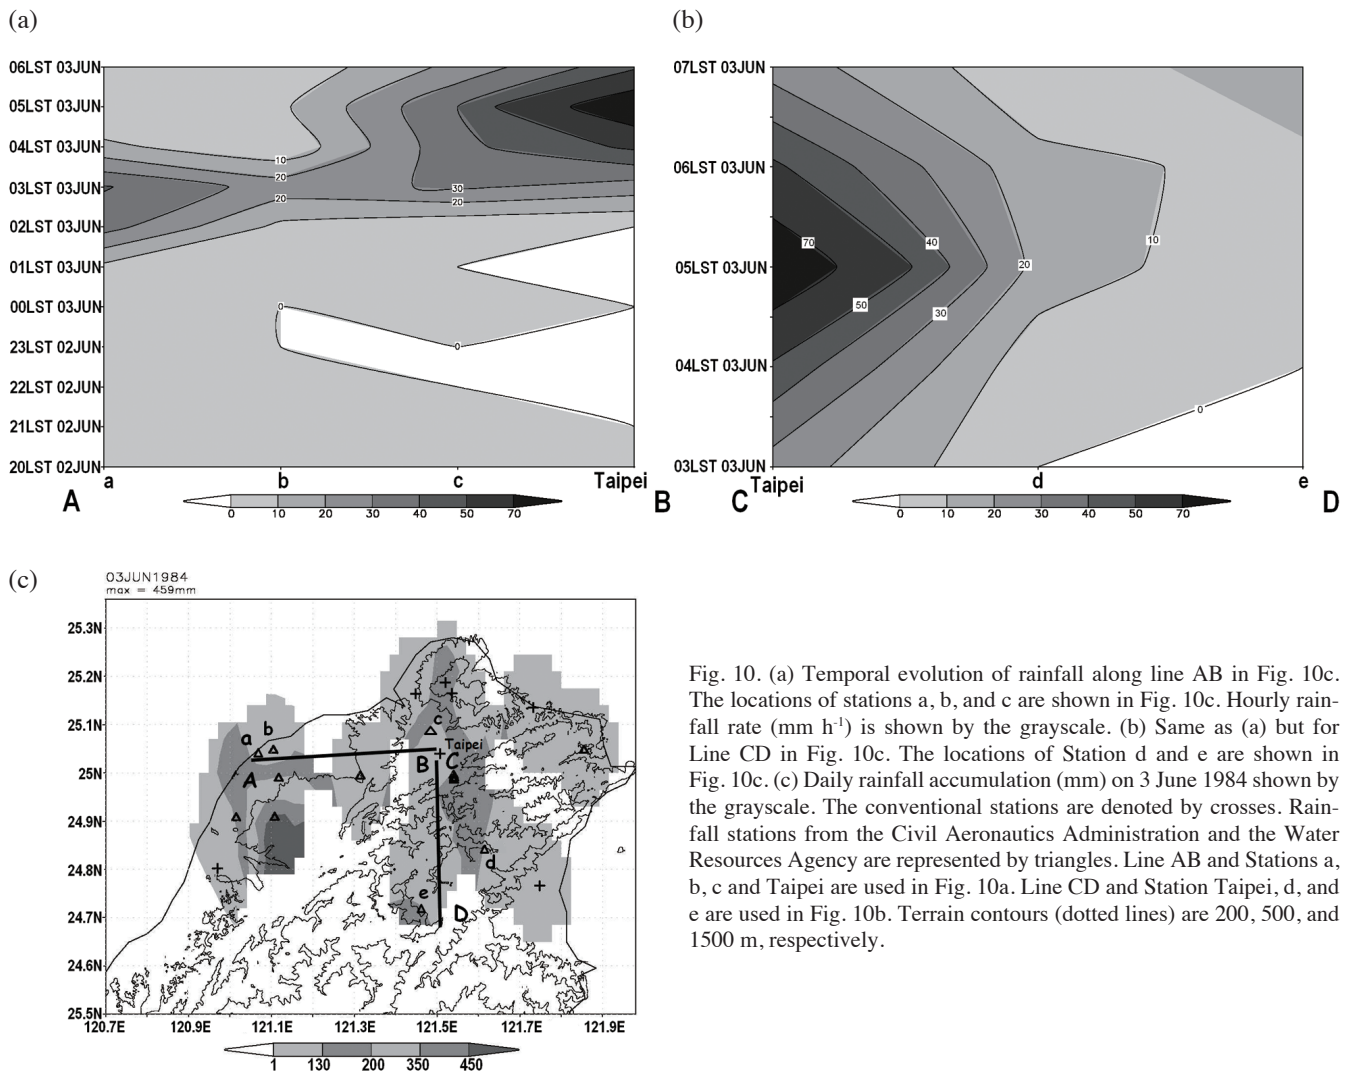 (a)
06LST 03JUN
05LST 03JUN
04LST 03JUN
03LST 03JUN
02LST 03JUN
01LST 03JUN
00LST 03JUN
23LST 02JUN
22LST 02JUN
21LST 02JUN
20LST 02JUN
10
20
20
30
20
0
0
a b c Taipei
A B
0 10 20 30 40 50 70
(b)
07LST 03JUN
06LST 03JUN
05LST 03JUN
04LST 03JUN
03LST 03JUN
70
40
10
20
50
30
0
Taipei d e
C D
0 10 20 30 40 50 70
(c)
03JUN1984
max = 459mm
25.3N
25.2N
25.1N
25N
24.9N
24.8N
24.7N
24.6N
25.5N
120.7E 120.9E 121.1E 121.3E 121.5E 121.7E 121.9E
a
b
c
Taipei
A
B
C
d
e
D
1 130 200 350 450
Fig. 10. (a) Temporal evolution of rainfall along line AB in Fig. 10c.
The locations of stations a, b, and c are shown in Fig. 10c. Hourly rain-
fall rate (mm h-1) is shown by the grayscale. (b) Same as (a) but for
Line CD in Fig. 10c. The locations of Station d and e are shown in
Fig. 10c. (c) Daily rainfall accumulation (mm) on 3 June 1984 shown by
the grayscale. The conventional stations are denoted by crosses. Rain-
fall stations from the Civil Aeronautics Administration and the Water
Resources Agency are represented by triangles. Line AB and Stations a,
b, c and Taipei are used in Fig. 10a. Line CD and Station Taipei, d, and
e are used in Fig. 10b. Terrain contours (dotted lines) are 200, 500, and
1500 m, respectively.